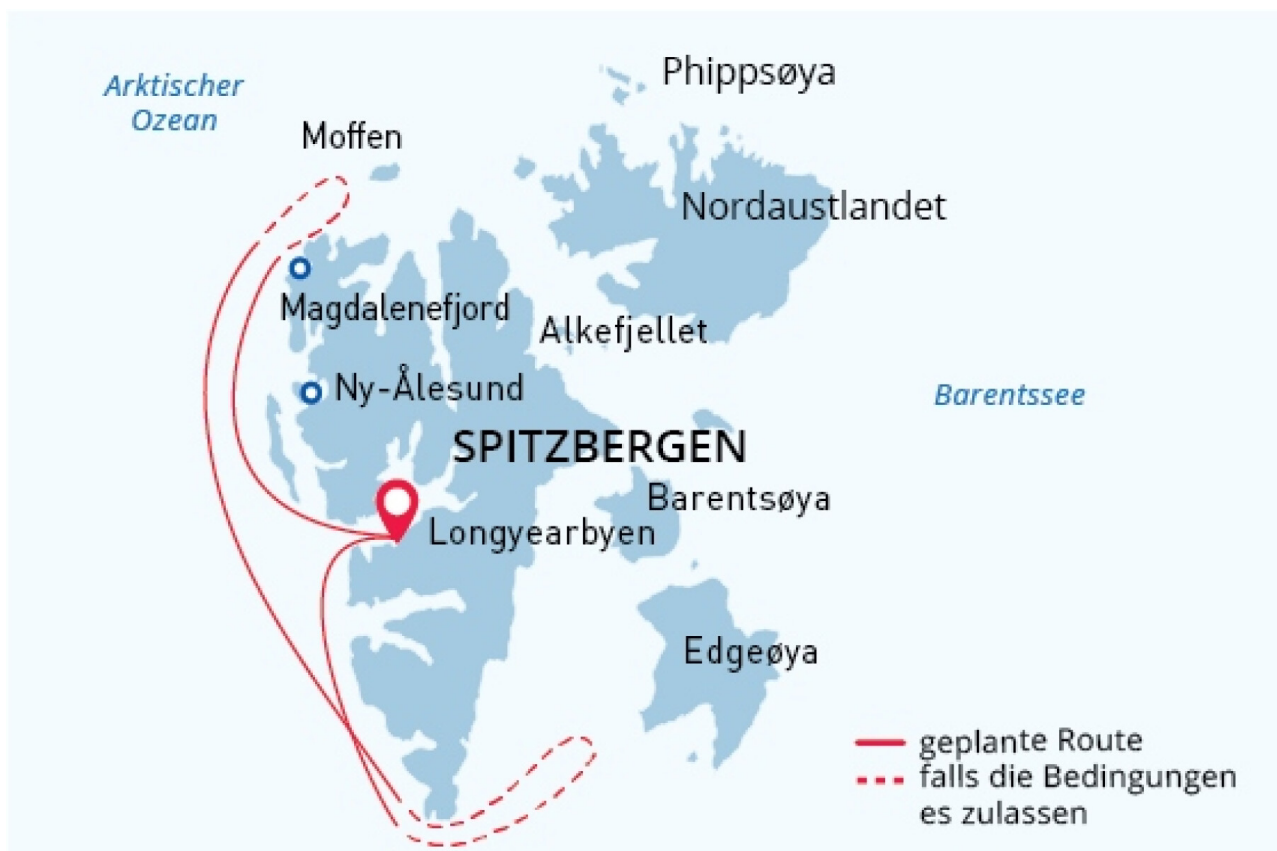 Arktischer
Ozean
Phippsøya
Moffen
Nordaustlandet
Magdalenefjord
Alkefjellet
Ny-Ålesund
Barentssee
SPITZBERGEN
Barentsøya
Longyearbyen
Edgeøya
geplante Route
falls die Bedingungen
es zulassen